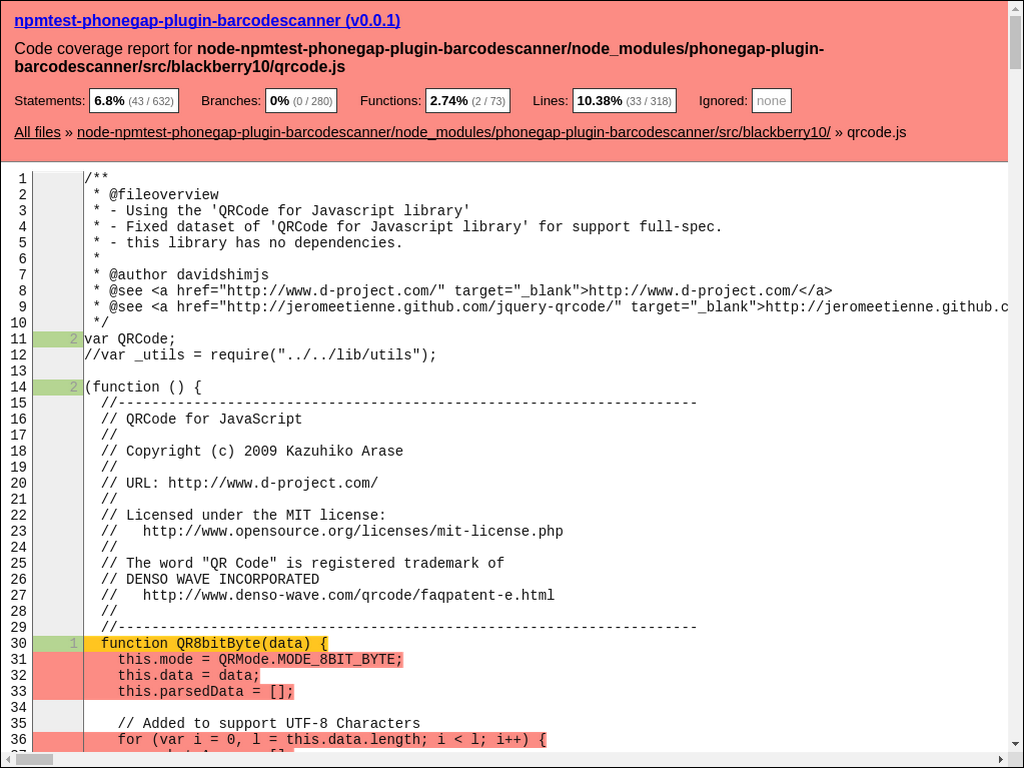 npmtest-phonegap-plugin-barcodescanner (v0.0.1)
Code coverage report for node-npmtest-phonegap-plugin-barcodescanner/node_modules/phonegap-plugin-
barcodescanner/src/blackberry10/qrcode.js
Statements: 6.8% (43 / 632) Branches: 0% (0 / 280) Functions: 2.74% (2 / 73) Lines: 10.38% (33 / 318) Ignored: none
All files » node-npmtest-phonegap-plugin-barcodescanner/node_modules/phonegap-plugin-barcodescanner/src/blackberry10/ » qrcode.js
1 /**
2  * @fileoverview
3  * - Using the 'QRCode for Javascript library'
4  * - Fixed dataset of 'QRCode for Javascript library' for support full-spec.
5  * - this library has no dependencies.
6  *
7  * @author davidshimjs
8  * @see <a href="http://www.d-project.com/" target="_blank">http://www.d-project.com/</a>
9  * @see <a href="http://jeromeetienne.github.com/jquery-qrcode/" target="_blank">http://jeromeetienne.github.c
10  */
11 2 var QRCode;
12 //var _utils = require("../../lib/utils");
13
14 2 (function () {
15   //---------------------------------------------------------------------
16   // QRCode for JavaScript
17   //
18   // Copyright (c) 2009 Kazuhiko Arase
19   //
20   // URL: http://www.d-project.com/
21   //
22   // Licensed under the MIT license:
23   //   http://www.opensource.org/licenses/mit-license.php
24   //
25   // The word "QR Code" is registered trademark of
26   // DENSO WAVE INCORPORATED
27   //   http://www.denso-wave.com/qrcode/faqpatent-e.html
28   //
29   //---------------------------------------------------------------------
30 1   function QR8bitByte(data) {
31     this.mode = QRMode.MODE_8BIT_BYTE;
32     this.data = data;
33     this.parsedData = [];
34
35     // Added to support UTF-8 Characters
36     for (var i = 0, l = this.data.length; i < l; i++) {